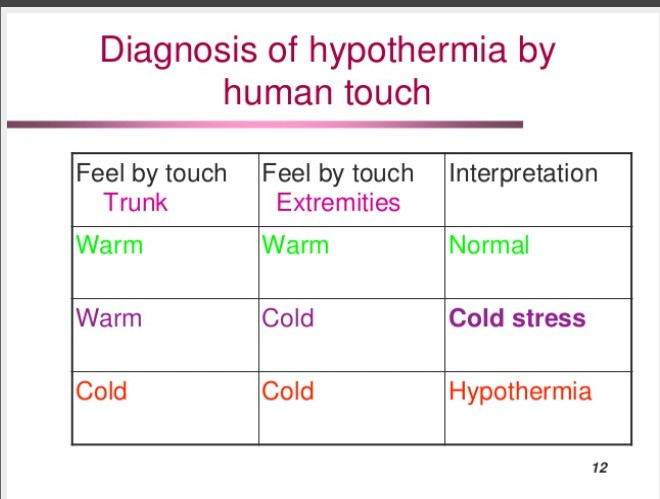 Diagnosis of hypothermia by
human touch
Feel by touch Feel by touch Interpretation
Trunk Extremities
Warm Warm Normal
Warm Cold Cold stress
Cold Cold Hypothermia
12